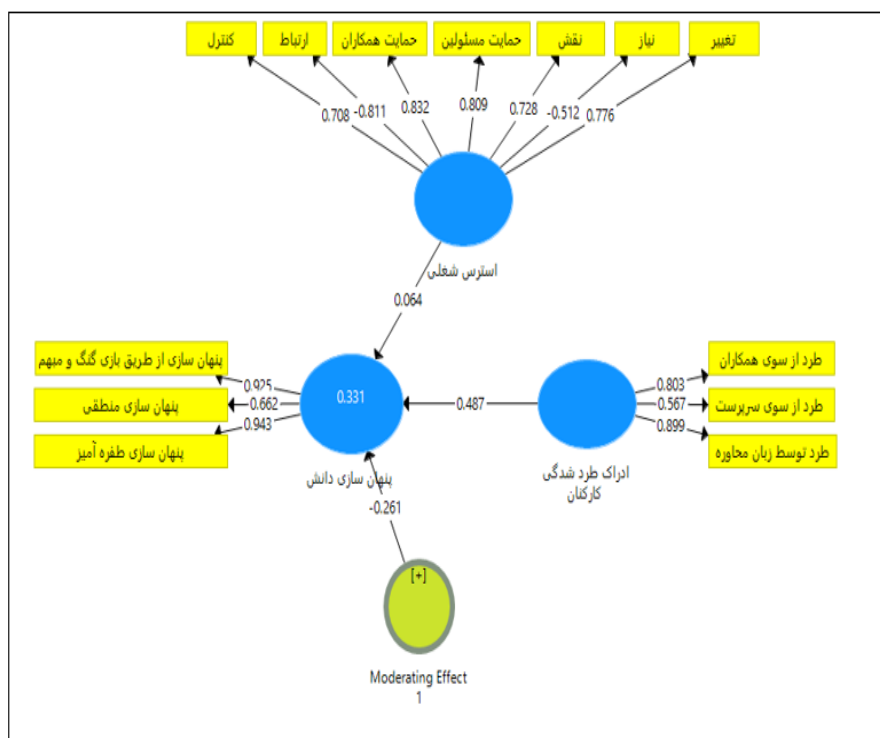 تغییر
نیاز
نقش
حمایت مسئولین
حمایت همکاران
ارتباط
کنترل
0.708
-0.811
0.832
0.809
0.728
-0.512
0.776
استرس شغلی
0.064
طرد از سوی همکاران
طرد از سوی سرپرست
طرد توسط زبان محاوره
0.803
0.567
0.899
ادراک طرد شدگی
کارکنان
0.487
پنهان سازی از طریق بازی گنگ و مبهم
پنهان سازی منطقی
پنهان سازی طفره آمیز
0.925
0.662
0.943
0.331
پنهان سازی دانش
-0.261
[+]
Moderating Effect
1